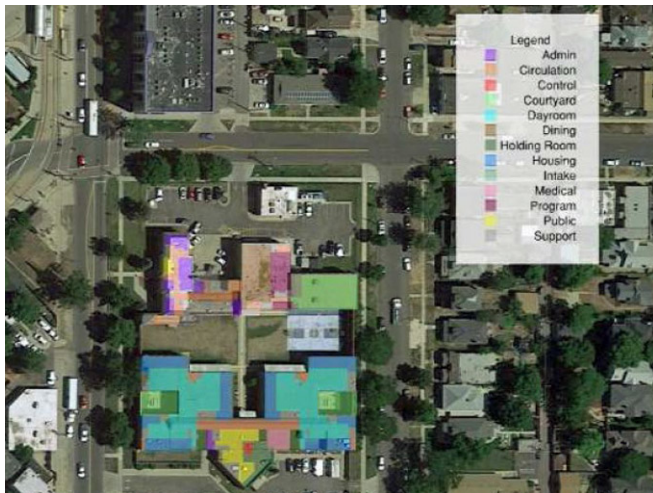 Legend
Admin
Circulation
Control
Courtyard
Dayroom
Dining
Holding Room
Housing
Intake
Medical
Program
Public
Support